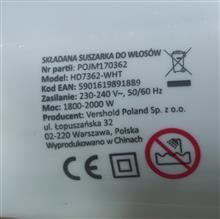 SKŁADANA SUSZARKA DO WŁOSÓW
Nr partii: POJM170362
Model: HD7362-WHT
Kod EAN: 5901619891889
Zasilanie: 230-240 V~, 50/60 Hz
Moc: 1800-2000 W
Producent: Vershold Poland Sp. z o.o.
ul. Łopuszańska 32
02-220 Warszawa, Polska
Wyprodukowano w Chinach
CE